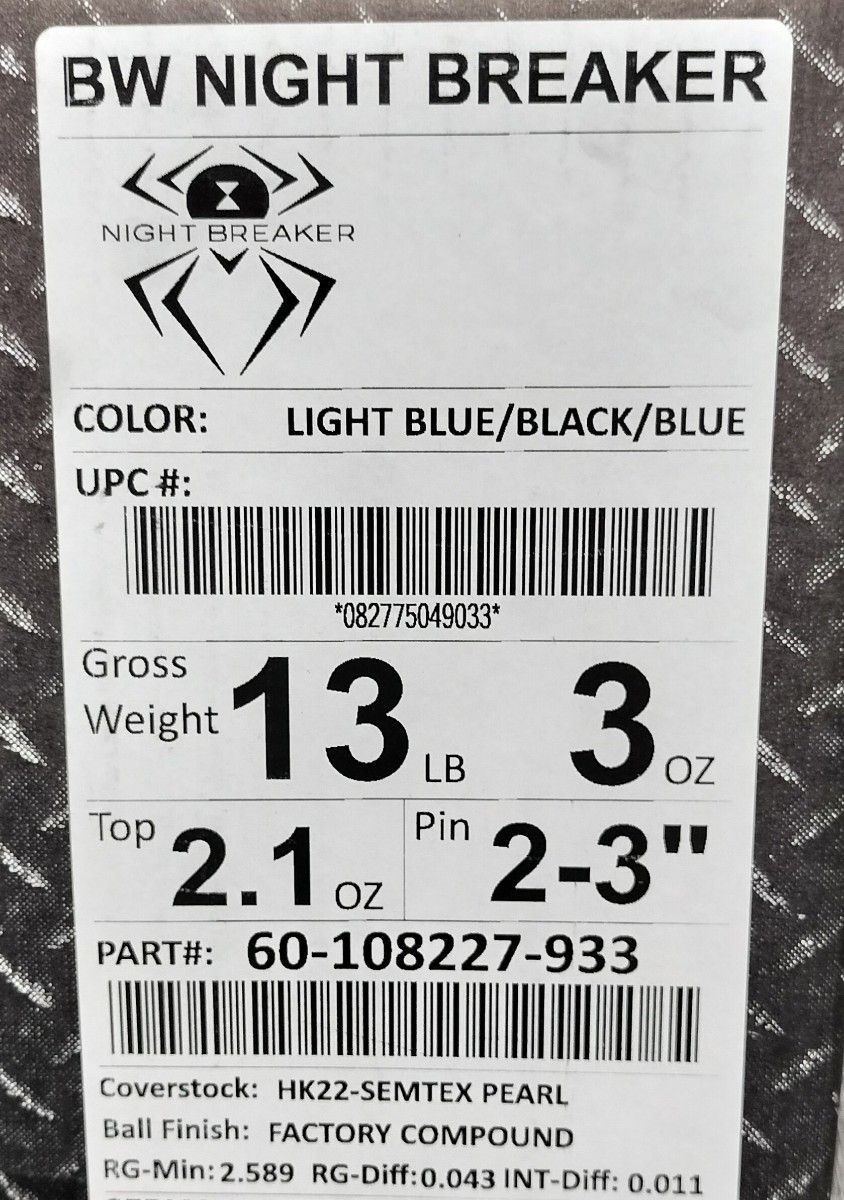 BW NIGHT BREAKER
NIGHT BREAKER
COLOR: LIGHT BLUE/BLACK/BLUE
UPC #:
*082775049033*
Gross
Weight 13 LB 3 OZ
Top 2.1 OZ Pin 2-3"
PART#: 60-108227-933
Coverstock: HK22-SEMTEX PEARL
Ball Finish: FACTORY COMPOUND
RG-Min: 2.589 RG-Diff: 0.043 INT-Diff: 0.011